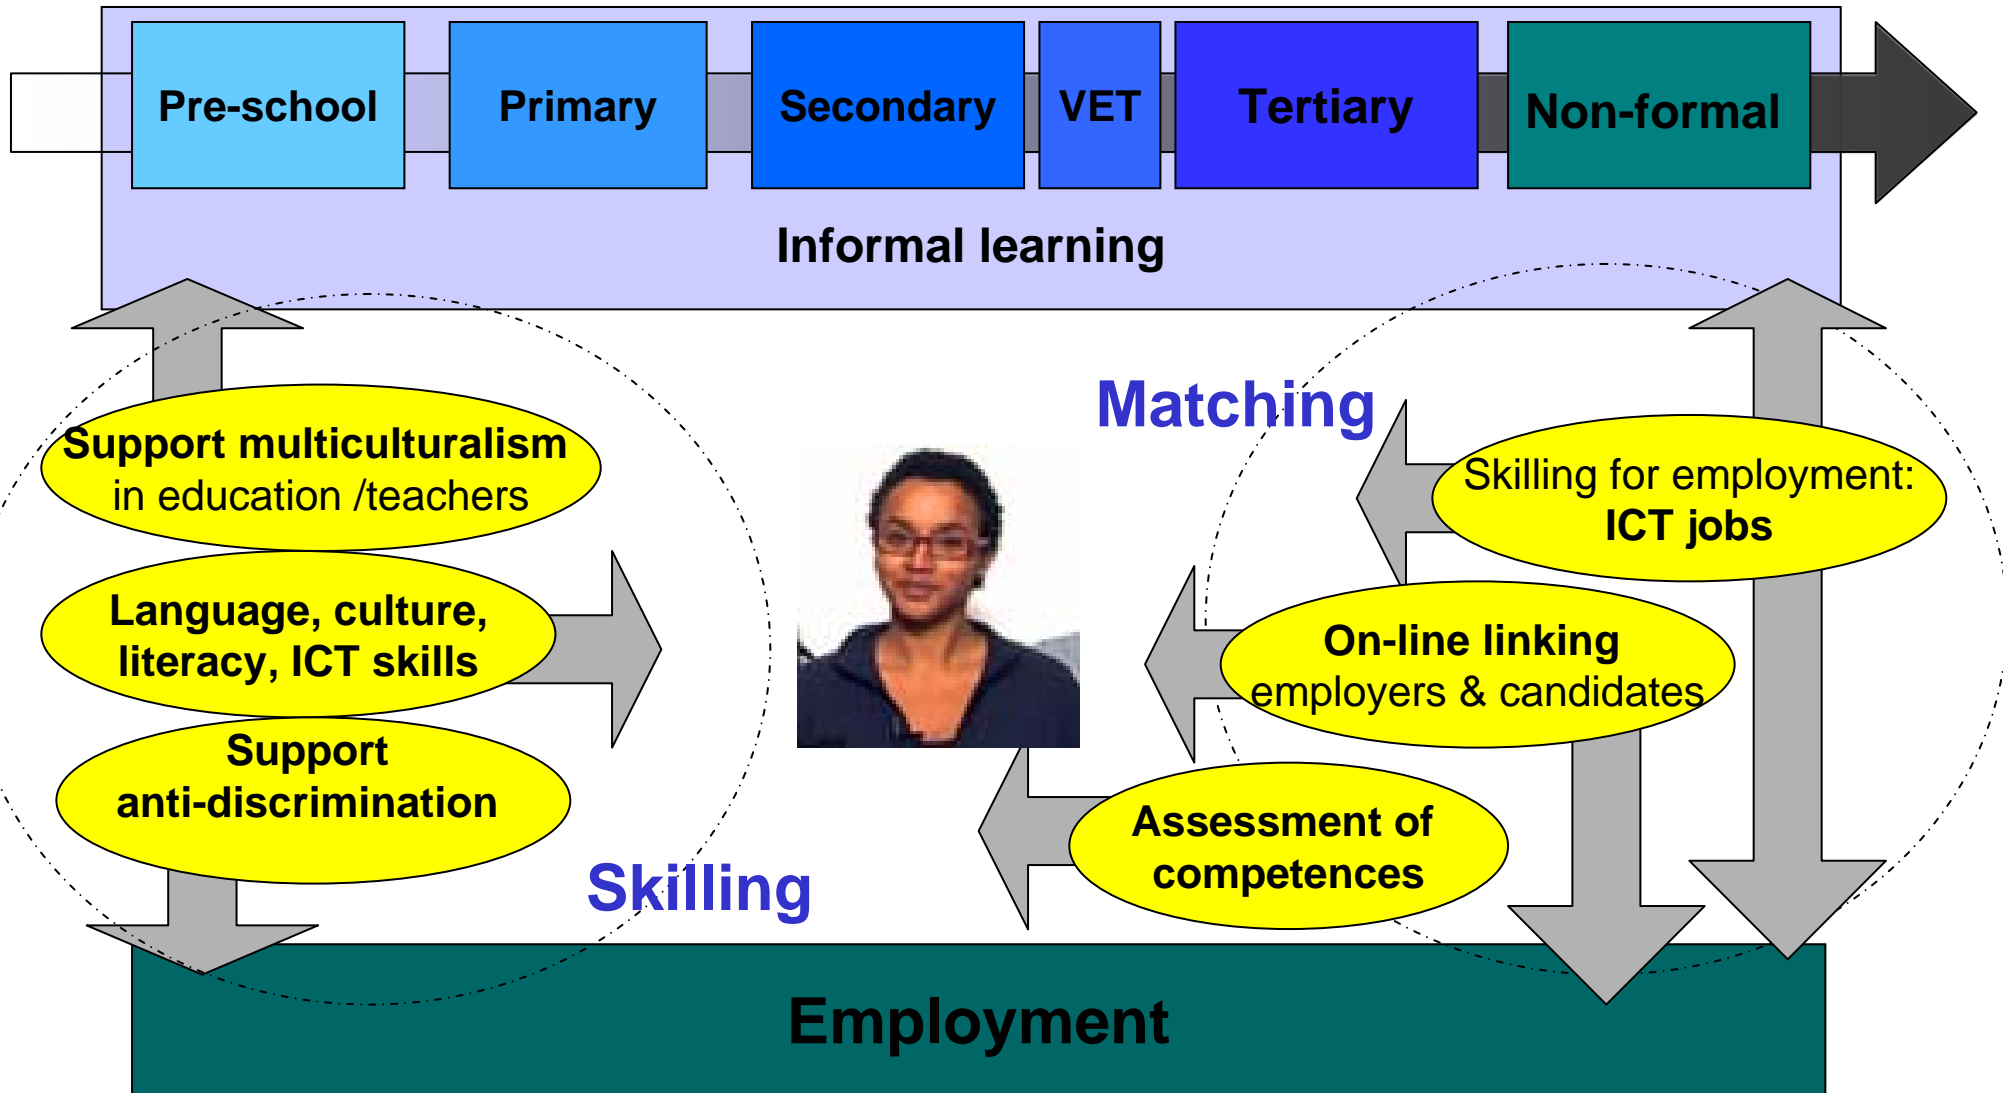 Pre-school
Primary
Secondary
VET
Tertiary
Non-formal
Informal learning
Support multiculturalism
in education /teachers
Language, culture,
literacy, ICT skills
Support
anti-discrimination
Skilling
Matching
Skilling for employment:
ICT jobs
On-line linking
employers & candidates
Assessment of
competences
Employment